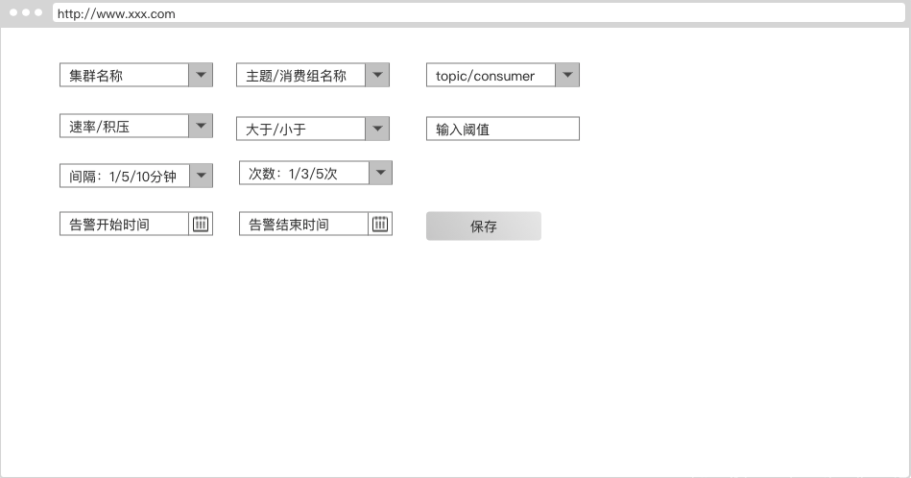 http://www.xxx.com
集群名称
主题/消费组名称
topic/consumer
速率/积压
大于/小于
输入阈值
间隔：1/5/10分钟
次数：1/3/5次
告警开始时间
告警结束时间
保存